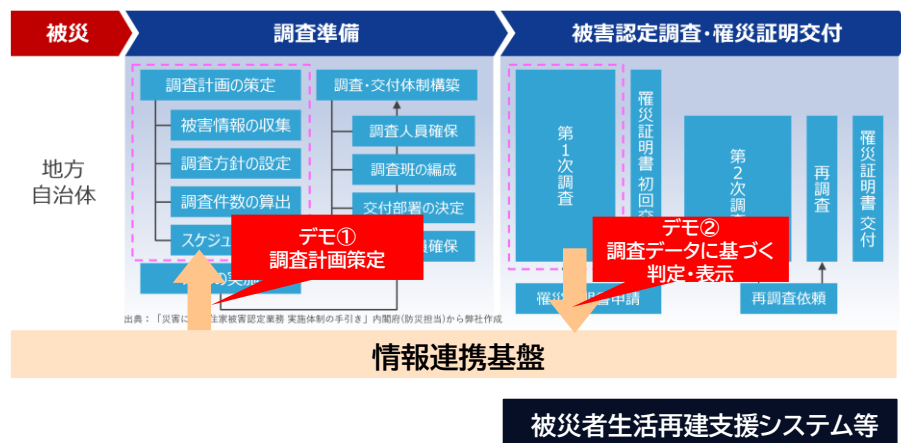 被災
調査準備
被害認定調査・罹災証明交付
地方
自治体
調査計画の策定
被害情報の収集
調査方針の設定
調査件数の算出
スケジュ
の実施
調査・交付体制構築
調査人員確保
調査班の編成
交付部署の決定
員確保
デモ①
調査計画策定
第1次調査
罹災証明書 初回交
第2次調査
再調査
罹災証明書 交付
デモ②
調査データに基づく
判定・表示
罹災
書申請
再調査依頼
出典:「災害に
住家被害認定業務 実施体制の手引き」内閣府(防災担当)から弊社作成
情報連携基盤
被災者生活再建支援システム等